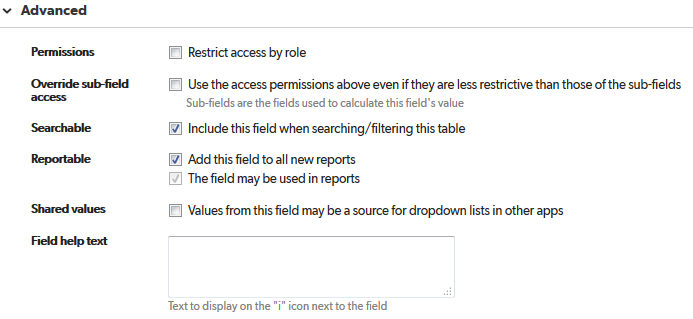 Advanced
Permissions
Restrict access by role
Override sub-field access
Use the access permissions above even if they are less restrictive than those of the sub-fields
Sub-fields are the fields used to calculate this field's value
Searchable
Include this field when searching/filtering this table
Reportable
Add this field to all new reports
The field may be used in reports
Shared values
Values from this field may be a source for dropdown lists in other apps
Field help text
Text to display on the "i" icon next to the field